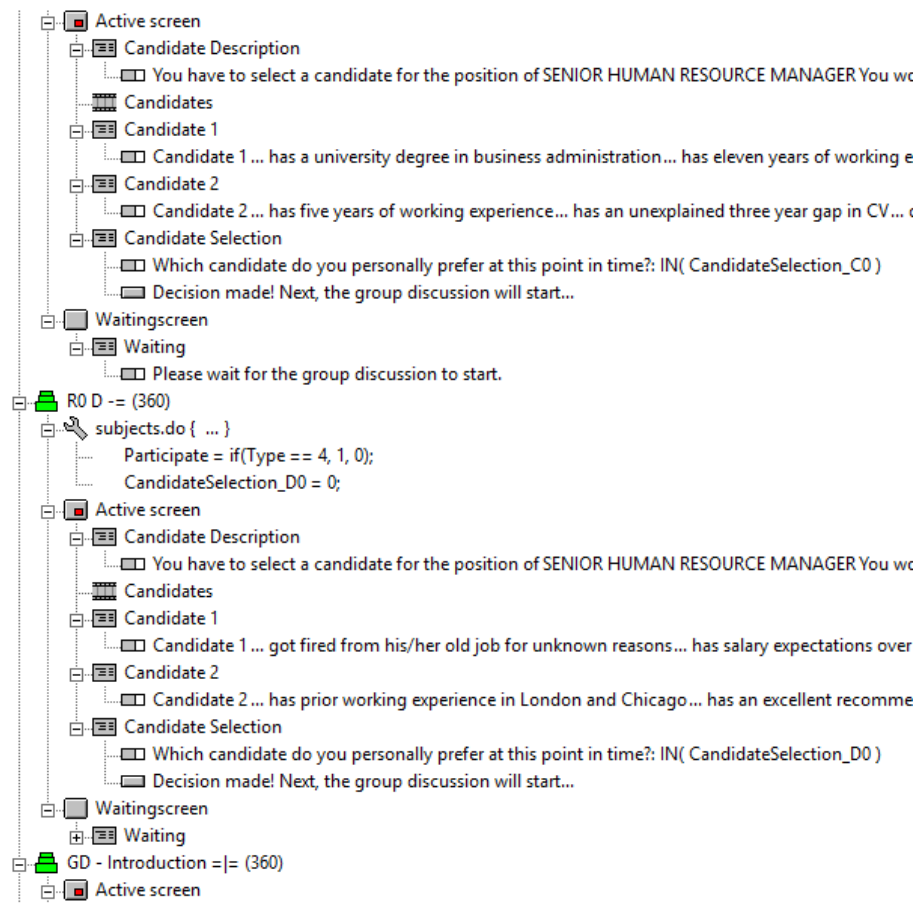 Active screen
Candidate Description
You have to select a candidate for the position of SENIOR HUMAN RESOURCE MANAGER You wo
Candidates
Candidate 1
Candidate 1 ... has a university degree in business administration... has eleven years of working e
Candidate 2
Candidate 2 ... has five years of working experience... has an unexplained three year gap in CV...
Candidate Selection
Which candidate do you personally prefer at this point in time?: IN( CandidateSelection_C0 )
Decision made! Next, the group discussion will start...
Waitingscreen
Waiting
Please wait for the group discussion to start.
R0 D -= (360)
subjects.do { ... }
Participate = if(Type == 4, 1, 0);
CandidateSelection_D0 = 0;
Active screen
Candidate Description
You have to select a candidate for the position of SENIOR HUMAN RESOURCE MANAGER You wo
Candidates
Candidate 1
Candidate 1 ... got fired from his/her old job for unknown reasons... has salary expectations over
Candidate 2
Candidate 2 ... has prior working experience in London and Chicago... has an excellent recomme
Candidate Selection
Which candidate do you personally prefer at this point in time?: IN( CandidateSelection_D0 )
Decision made! Next, the group discussion will start...
Waitingscreen
Waiting
GD - Introduction =|= (360)
Active screen